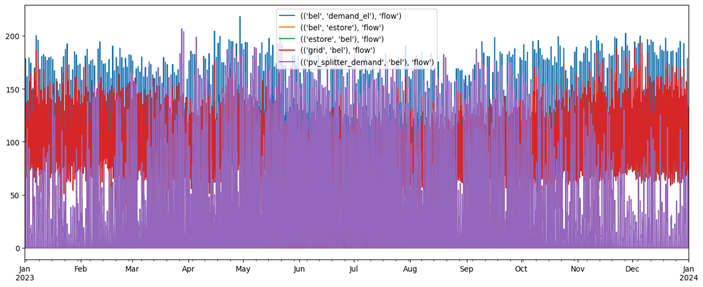 (('bel', 'demand_el'), 'flow')
(('bel', 'estore'), 'flow')
(('estore', 'bel'), 'flow')
(('grid', 'bel'), 'flow')
(('pv_splitter_demand', 'bel'), 'flow')
200
150
100
50
0
Jan Feb Mar Apr May Jun Jul Aug Sep Oct Nov Dec Jan
2023 2024